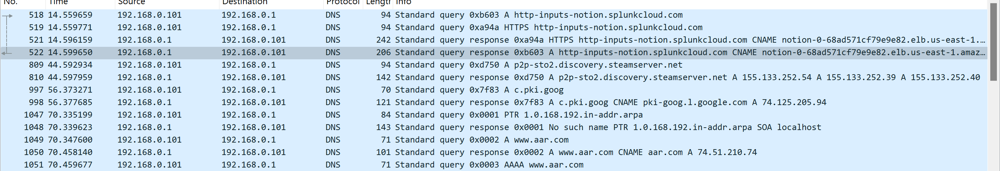 No. Time Source Destination Protocol Length Info
518 14.559659 192.168.0.101 192.168.0.1 DNS 94 Standard query 0xb603 A http-inputs-notion.splunkcloud.com
519 14.559771 192.168.0.101 192.168.0.1 DNS 94 Standard query 0xa94a HTTPS http-inputs-notion.splunkcloud.com
521 14.596159 192.168.0.1 192.168.0.101 DNS 242 Standard query response 0xa94a HTTPS http-inputs-notion.splunkcloud.com CNAME notion-0-68ad571cf79e9e82.elb.us-east-1.…
522 14.599650 192.168.0.1 192.168.0.101 DNS 206 Standard query response 0xb603 A http-inputs-notion.splunkcloud.com CNAME notion-0-68ad571cf79e9e82.elb.us-east-1.amaz…
809 44.592934 192.168.0.101 192.168.0.1 DNS 94 Standard query 0xd750 A p2p-sto2.discovery.steamserver.net
810 44.597959 192.168.0.1 192.168.0.101 DNS 142 Standard query response 0xd750 A p2p-sto2.discovery.steamserver.net A 155.133.252.54 A 155.133.252.39 A 155.133.252.40
997 56.373271 192.168.0.101 192.168.0.1 DNS 70 Standard query 0x7f83 A c.pki.goog
998 56.377685 192.168.0.1 192.168.0.101 DNS 121 Standard query response 0x7f83 A c.pki.goog CNAME pki-goog.l.google.com A 74.125.205.94
1047 70.335199 192.168.0.101 192.168.0.1 DNS 84 Standard query 0x0001 PTR 1.0.168.192.in-addr.arpa
1048 70.339623 192.168.0.1 192.168.0.101 DNS 143 Standard query response 0x0001 No such name PTR 1.0.168.192.in-addr.arpa SOA localhost
1049 70.347600 192.168.0.101 192.168.0.1 DNS 71 Standard query 0x0002 A www.aar.com
1050 70.458140 192.168.0.1 192.168.0.101 DNS 101 Standard query response 0x0002 A www.aar.com CNAME aar.com A 74.51.210.74
1051 70.459677 192.168.0.101 192.168.0.1 DNS 71 Standard query 0x0003 AAAA www.aar.com